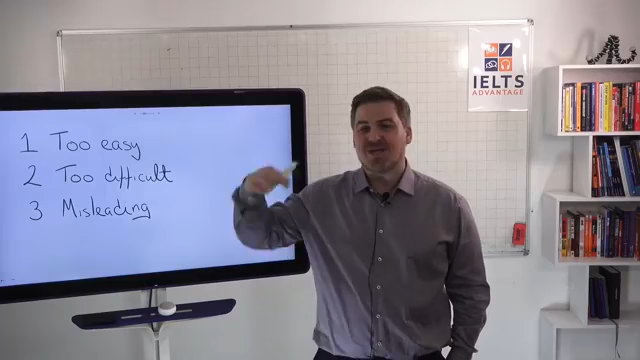 IELTS
ADVANTAGE
1 Too easy
2 Too difficult
3 Misleading